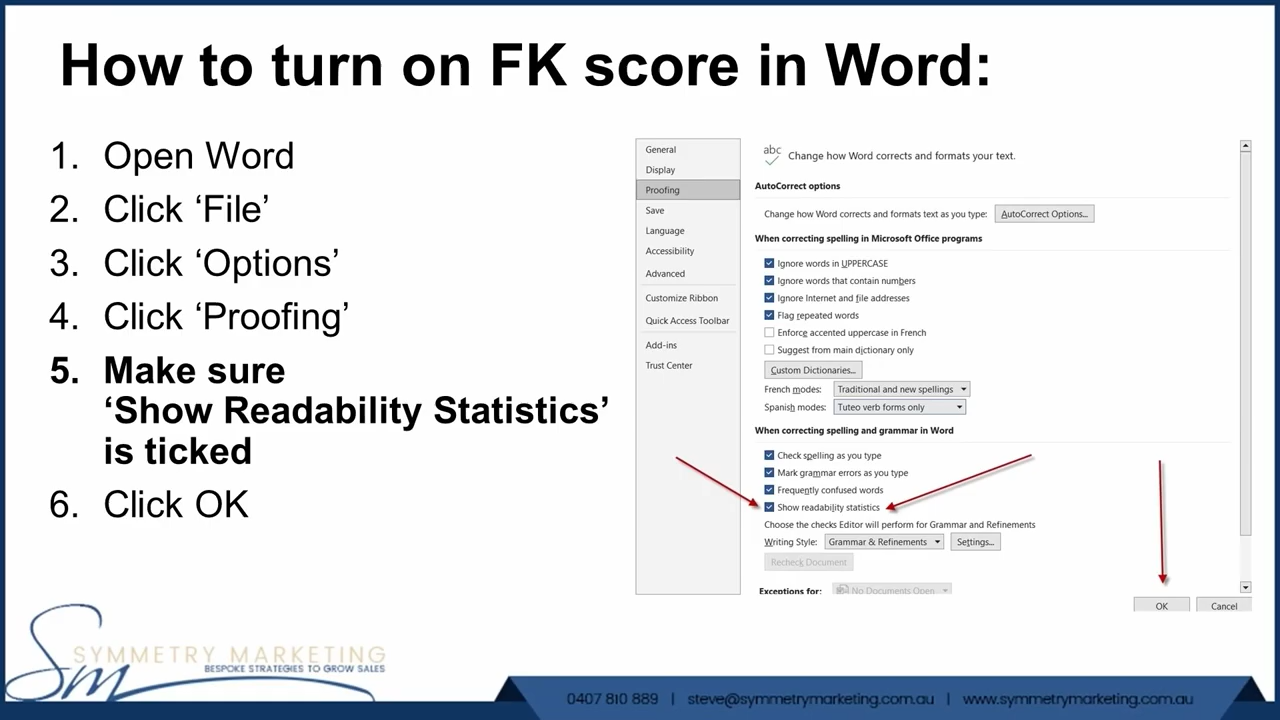 How to turn on FK score in Word:
1. Open Word
2. Click ‘File’
3. Click ‘Options’
4. Click ‘Proofing’
5. Make sure
‘Show Readability Statistics’
is ticked
6. Click OK
General
Display
Proofing
Save
Language
Accessibility
Advanced
Customize Ribbon
Quick Access Toolbar
Add-ins
Trust Center
abc
Change how Word corrects and formats your text.
AutoCorrect options
Change how Word corrects and formats text as you type: AutoCorrect Options...
When correcting spelling in Microsoft Office programs
Ignore words in UPPERCASE
Ignore words that contain numbers
Ignore Internet and file addresses
Flag repeated words
Enforce accented uppercase in French
Suggest from main dictionary only
Custom Dictionaries...
French modes: Traditional and new spellings
Spanish modes: Tuteo verb forms only
When correcting spelling and grammar in Word
Check spelling as you type
Mark grammar errors as you type
Frequently confused words
Show readability statistics
Choose the checks Editor will perform for Grammar and Refinements
Writing Style: Grammar & Refinements Settings...
Recheck Document
Exceptions for: No Documents Open
OK Cancel
Sm
SYMMETRY MARKETING
BESPOKE STRATEGIES TO GROW SALES
0407 810 889 | steve@symmetrymarketing.com.au | www.symmetrymarketing.com.au